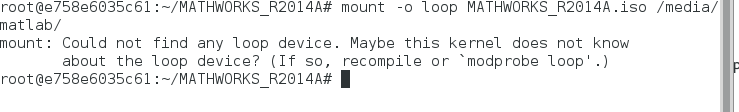 root@e758e6035c61:~/MATHWORKS_R2014A# mount -o loop MATHWORKS_R2014A.iso /media/
matlab/
mount: Could not find any loop device. Maybe this kernel does not know
       about the loop device? (If so, recompile or `modprobe loop'.)
root@e758e6035c61:~/MATHWORKS_R2014A#